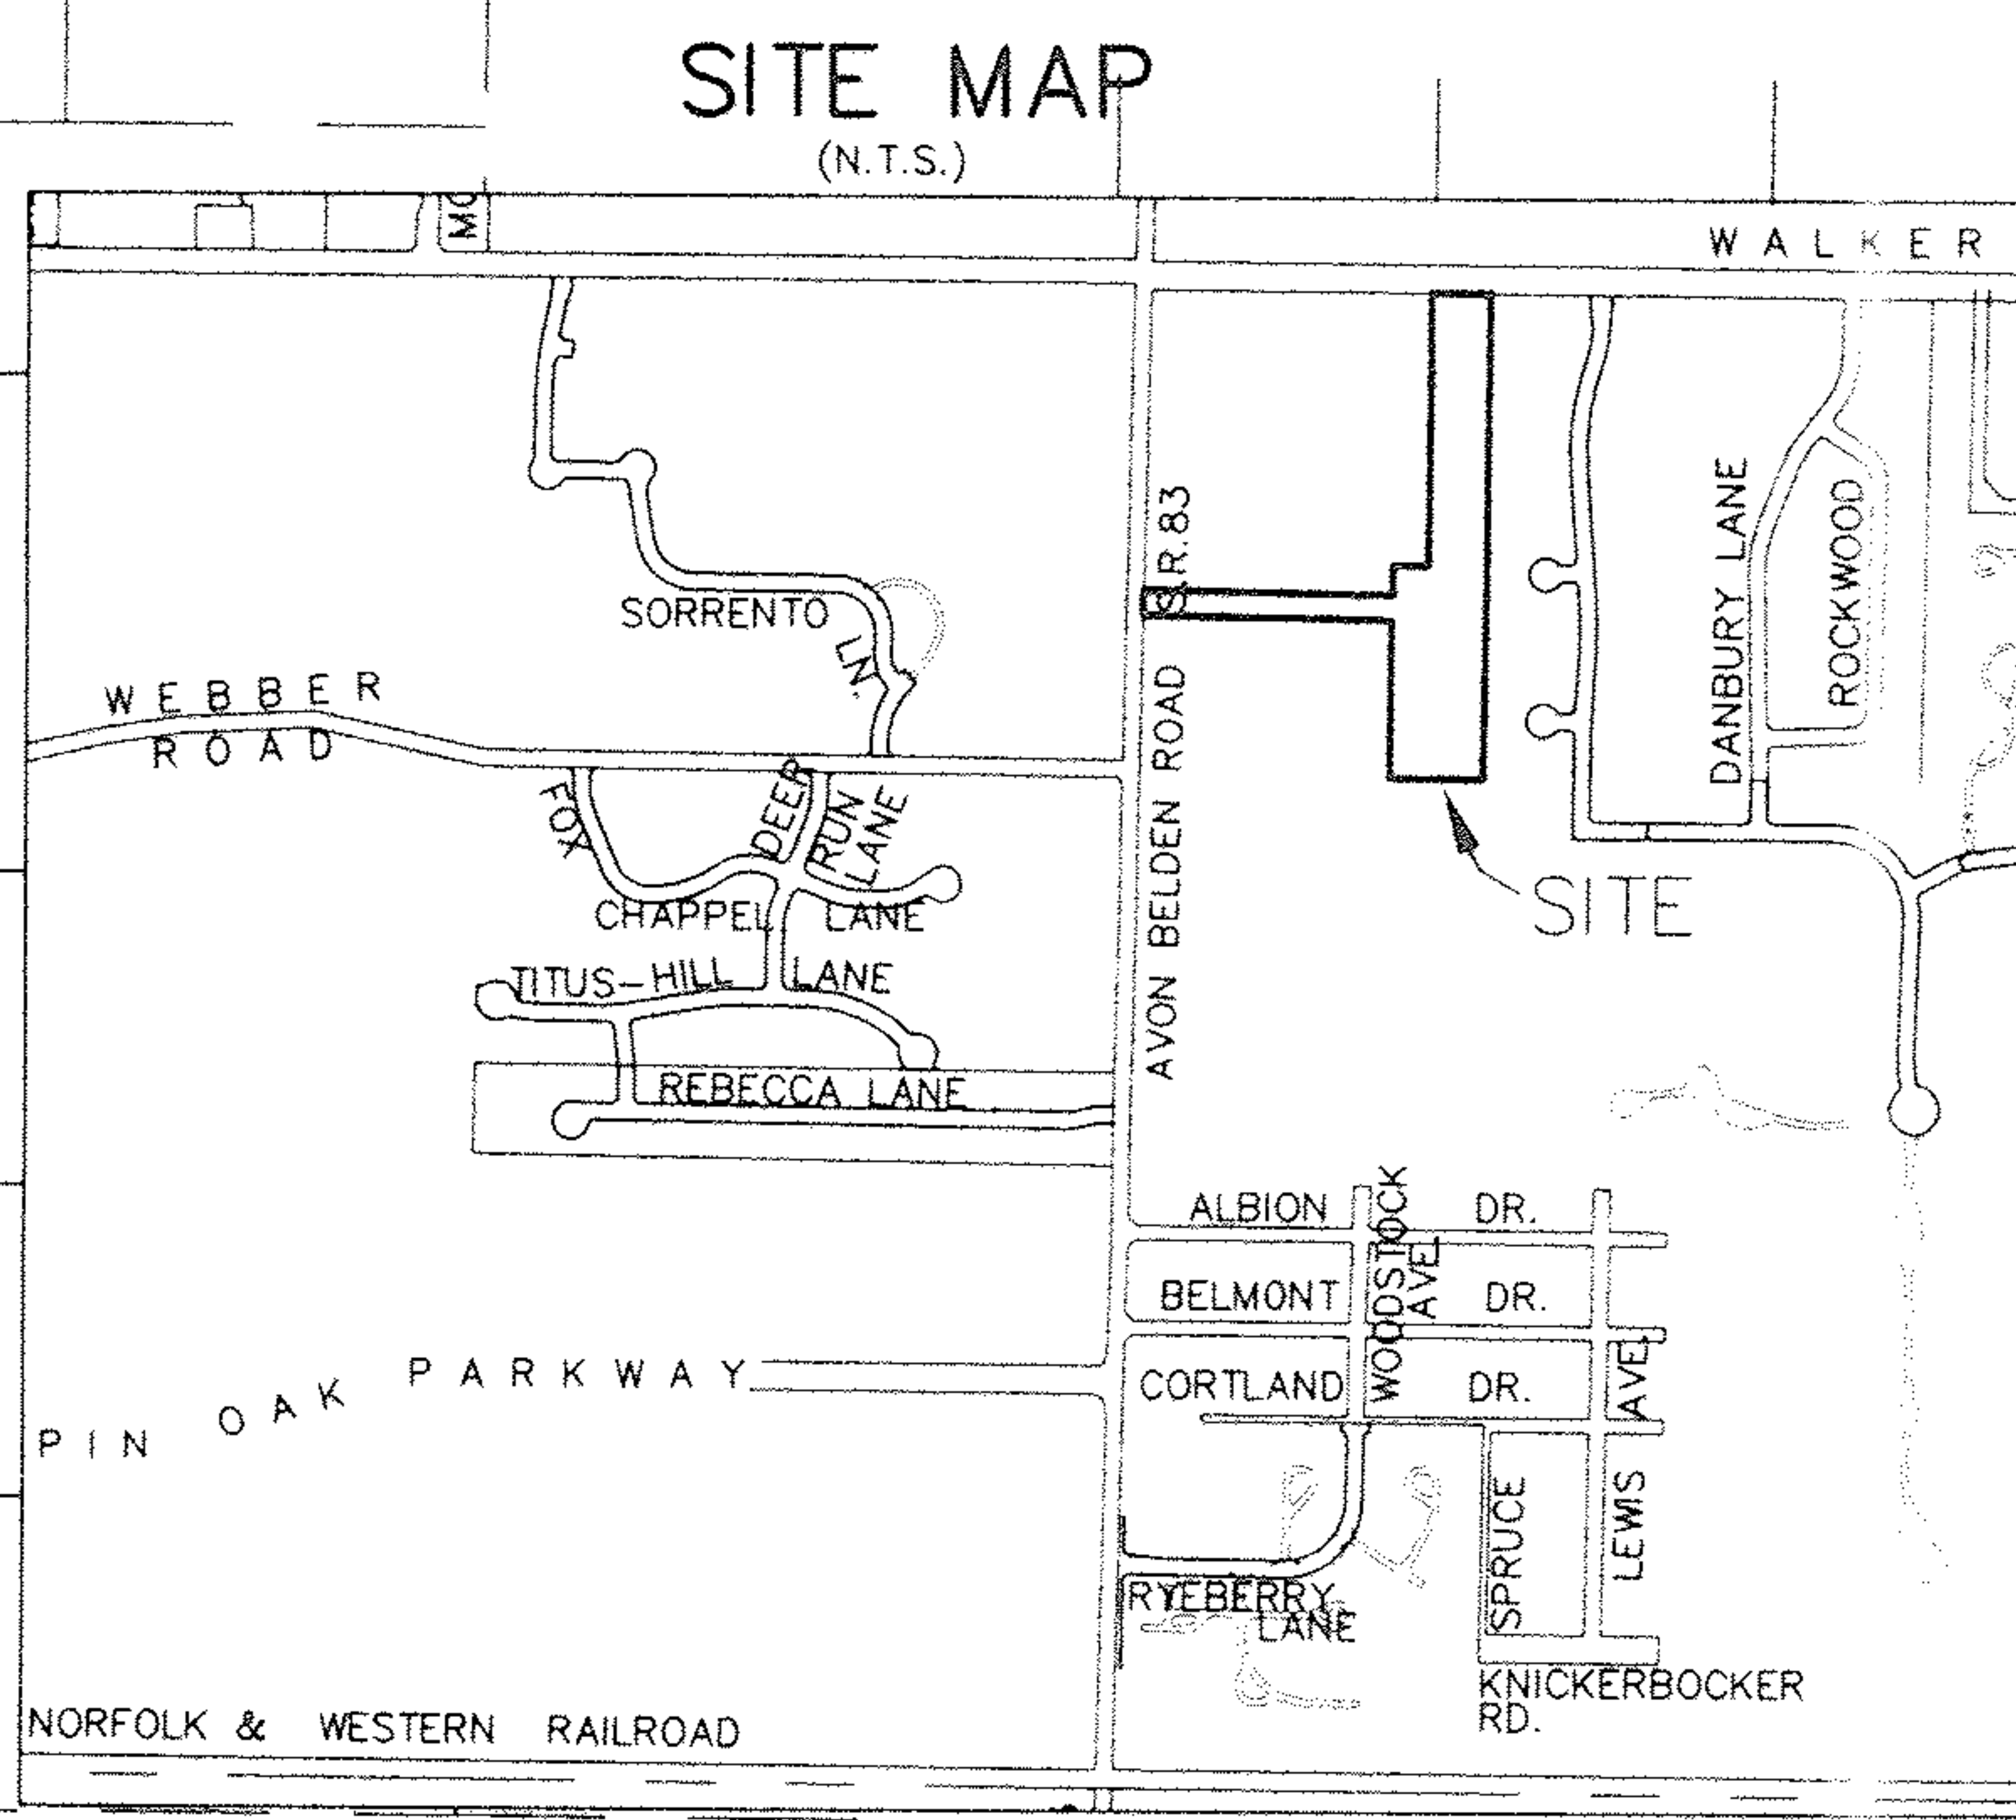 SITE MAP
(N.T.S.)
MO
WALKER
S.R.83
DANBURY LANE
ROCKWOOD
SORRENTO
LN.
WEBBER
ROAD
AVON BELDEN ROAD
FOX
DEER
RUN
LANE
CHAPPEL LANE
SITE
TITUS-HILL LANE
REBECCA LANE
ALBION DR.
WOODSTOCK
AVE.
BELMONT DR.
CORTLAND DR.
LEWIS AVE.
PIN OAK PARKWAY
SPRUCE
RYEBERRY
LANE
KNICKERBOCKER
RD.
NORFOLK & WESTERN RAILROAD